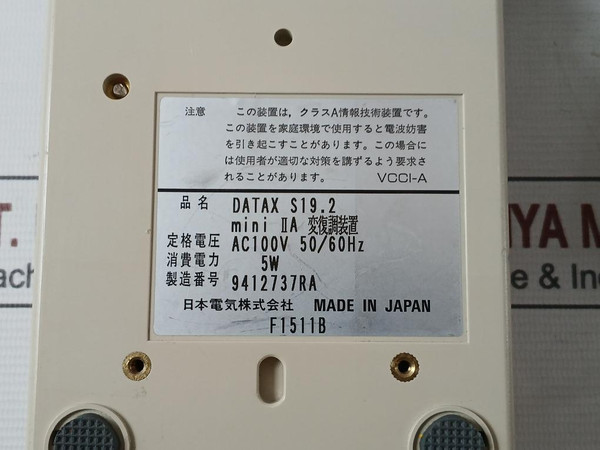 注意 この装置は，クラスA情報技術装置です。
この装置を家庭環境で使用すると電波妨害
を引き起こすことがあります。この場合に
は使用者が適切な対策を講ずるよう要求さ
れることがあります。 VCCI-A
品名 DATAX S19.2
mini ⅡA 変復調装置
定格電圧 AC100V 50/60Hz
消費電力 5W
製造番号 9412737RA
日本電気株式会社 MADE IN JAPAN
F1511B
T.
YA M
ach
e & Ind